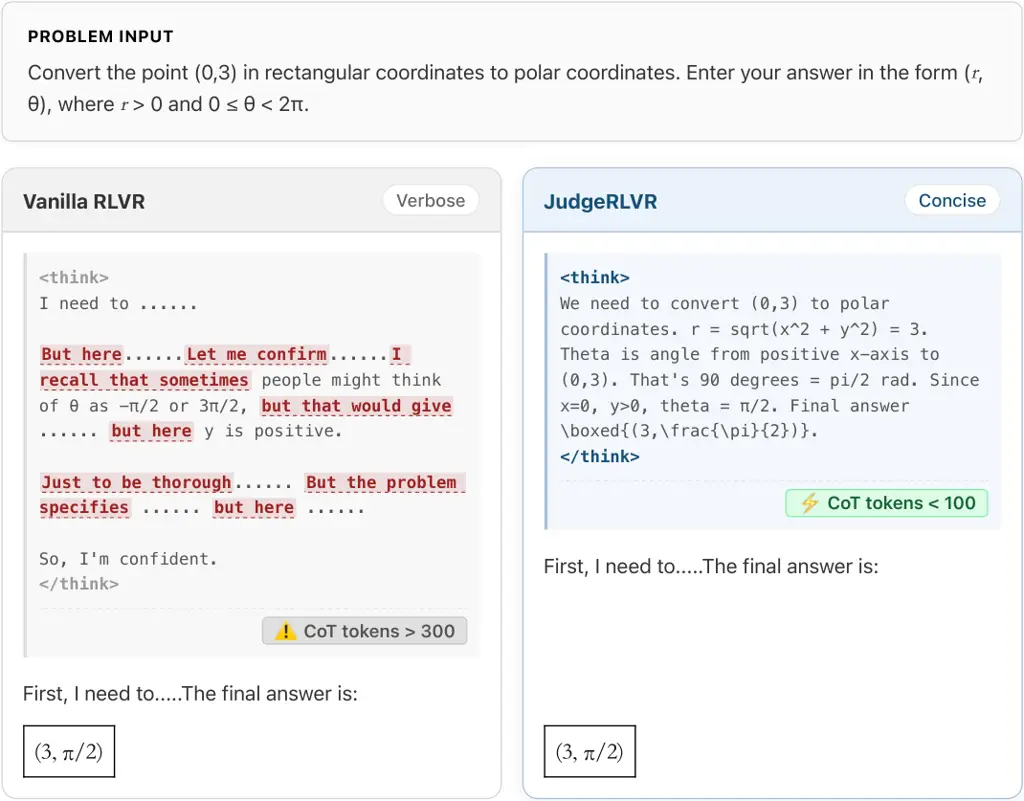 PROBLEM INPUT
Convert the point (0,3) in rectangular coordinates to polar coordinates. Enter your answer in the form (r,
θ), where r > 0 and 0 ≤ θ < 2π.
Vanilla RLVR
Verbose
<think>
I need to ......
But here......Let me confirm......I
recall that sometimes people might think
of θ as −π/2 or 3π/2, but that would give
...... but here y is positive.
Just to be thorough...... But the problem
specifies ...... but here ......
So, I'm confident.
</think>
⚠️ CoT tokens > 300
First, I need to.....The final answer is:
(3, π/2)
JudgeRLVR
Concise
<think>
We need to convert (0,3) to polar
coordinates. r = sqrt(x^2 + y^2) = 3.
Theta is angle from positive x-axis to
(0,3). That's 90 degrees = pi/2 rad. Since
x=0, y>0, theta = π/2. Final answer
\boxed{(3,\frac{\pi}{2})}.
</think>
⚡ CoT tokens < 100
First, I need to.....The final answer is:
(3, π/2)